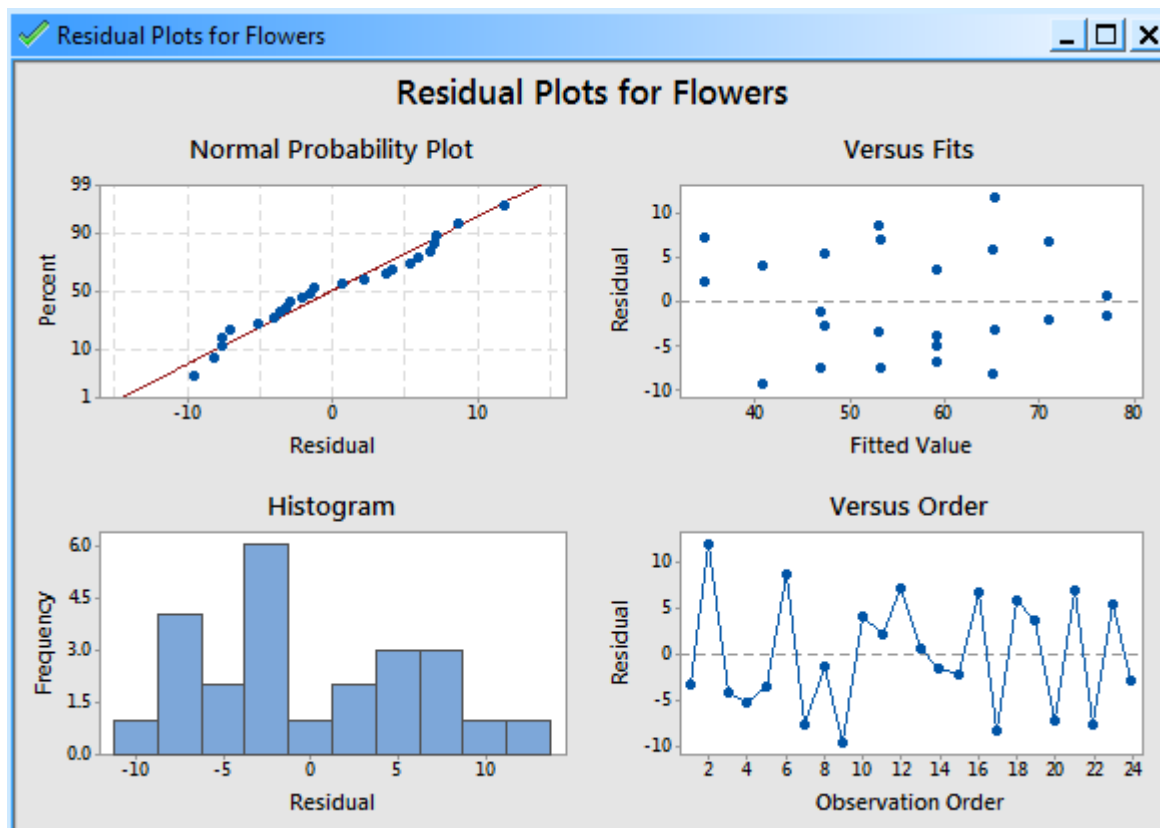 Residual Plots for Flowers
Residual Plots for Flowers
Normal Probability Plot
99
90
50
10
1
Percent
-10 0 10
Residual
Versus Fits
10
5
0
-5
-10
Residual
40 50 60 70 80
Fitted Value
Histogram
6.0
4.5
3.0
1.5
0.0
Frequency
-10 -5 0 5 10
Residual
Versus Order
10
5
0
-5
-10
Residual
2 4 6 8 10 12 14 16 18 20 22 24
Observation Order